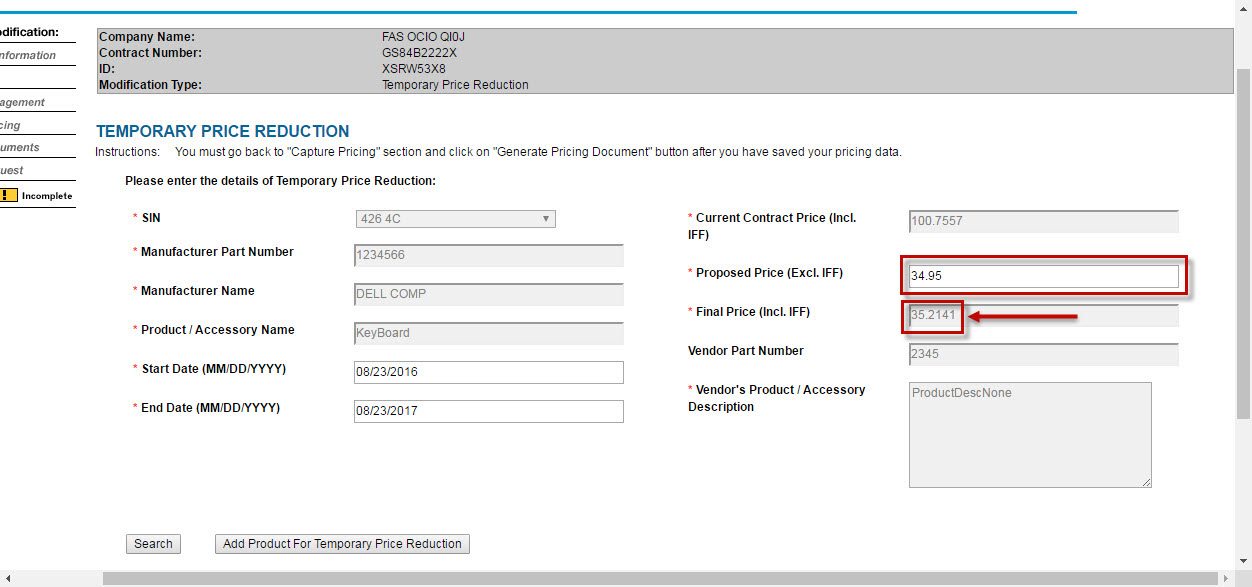 odification:
nformation
agement
cing
uments
uest
! Incomplete
Company Name: FAS OCIO QI0J
Contract Number: GS84B2222X
ID: XSRW53X8
Modification Type: Temporary Price Reduction
TEMPORARY PRICE REDUCTION
Instructions: You must go back to "Capture Pricing" section and click on "Generate Pricing Document" button after you have saved your pricing data.
Please enter the details of Temporary Price Reduction:
* SIN 426 4C
* Manufacturer Part Number 1234566
* Manufacturer Name DELL COMP
* Product / Accessory Name KeyBoard
* Start Date (MM/DD/YYYY) 08/23/2016
* End Date (MM/DD/YYYY) 08/23/2017
* Current Contract Price (Incl. 100.7557
IFF)
* Proposed Price (Excl. IFF) 34.95
* Final Price (Incl. IFF) 35.2141
Vendor Part Number 2345
* Vendor's Product / Accessory ProductDescNone
Description
Search Add Product For Temporary Price Reduction